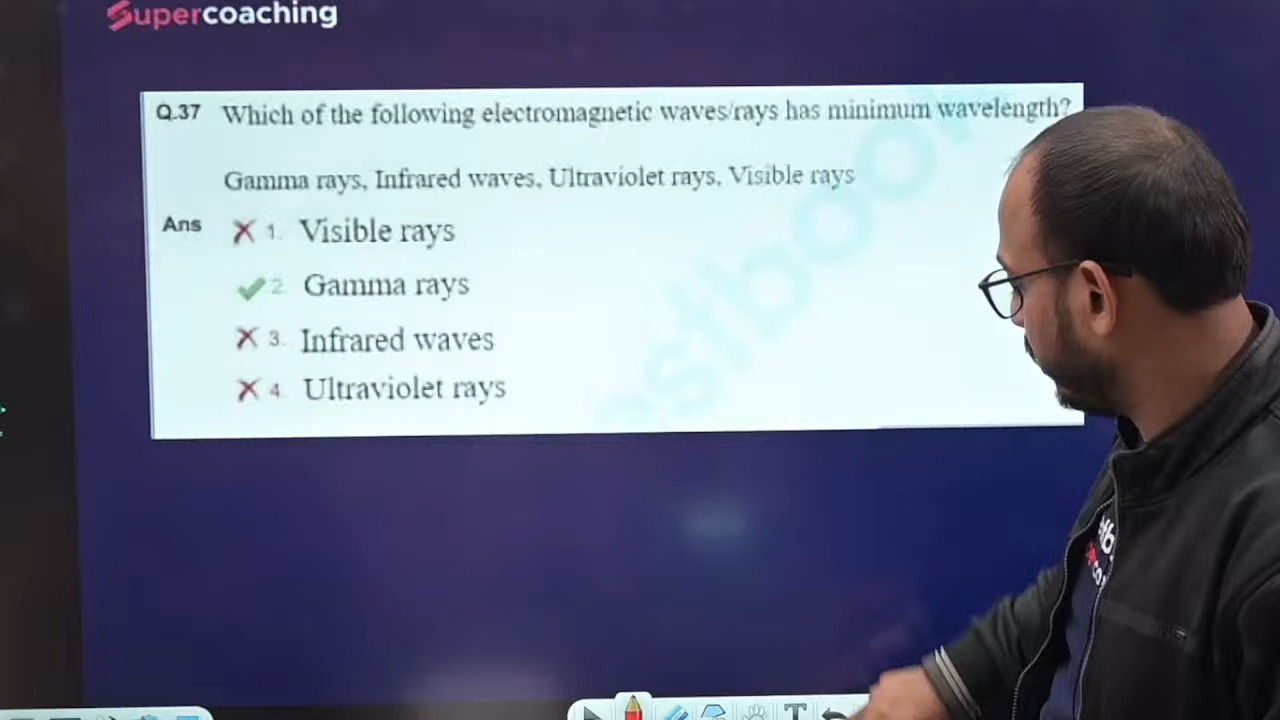 Supercoaching
Q.37 Which of the following electromagnetic waves/rays has minimum wavelength?
Gamma rays, Infrared waves, Ultraviolet rays, Visible rays
Ans 1. Visible rays
2. Gamma rays
3. Infrared waves
4. Ultraviolet rays
T